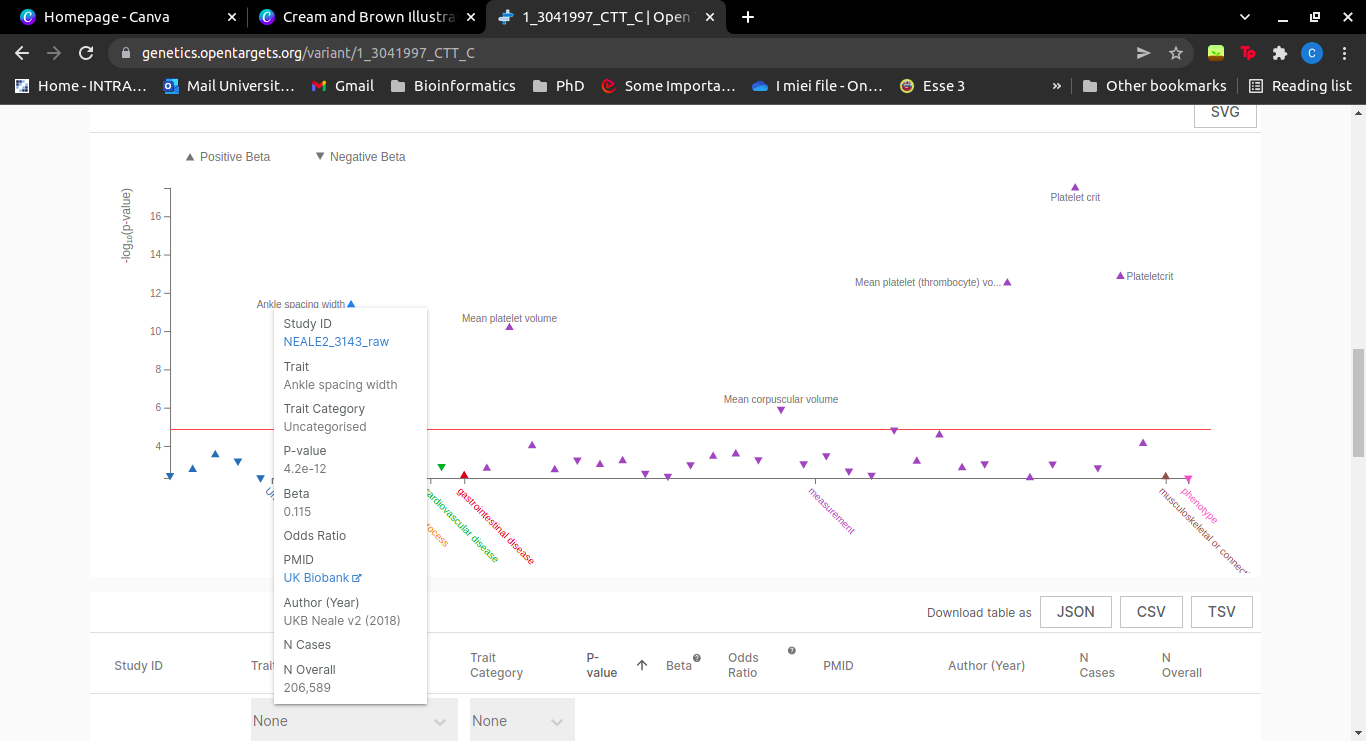 Homepage - Canva
Cream and Brown Illustra
1_3041997_CTT_C | Open
genetics.opentargets.org/variant/1_3041997_CTT_C
Tp
C
Home - INTRA…
Mail Universit…
Gmail
Bioinformatics
PhD
Some Importa…
I miei file - On…
Esse 3
»
Other bookmarks
Reading list
SVG
Positive Beta
Negative Beta
-log10(p-value)
16
14
12
10
8
6
4
Platelet crit
Plateletcrit
Mean platelet (thrombocyte) vo...
Ankle spacing width
Mean platelet volume
Mean corpuscular volume
cardiovascular disease
gastrointestinal disease
measurement
musculoskeletal or connecti
phenotype
rocess
Study ID
NEALE2_3143_raw
Trait
Ankle spacing width
Trait Category
Uncategorised
P-value
4.2e-12
Beta
0.115
Odds Ratio
PMID
UK Biobank
Author (Year)
UKB Neale v2 (2018)
N Cases
N Overall
206,589
Download table as
JSON
CSV
TSV
Study ID
Trait
Trait Category
P-value
Beta
Odds Ratio
PMID
Author (Year)
N Cases
N Overall
None
None